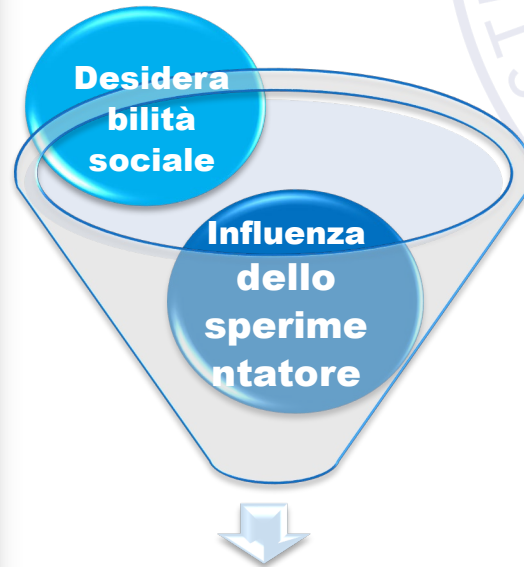 Desidera
bilità
sociale
Influenza
dello
sperime
ntatore